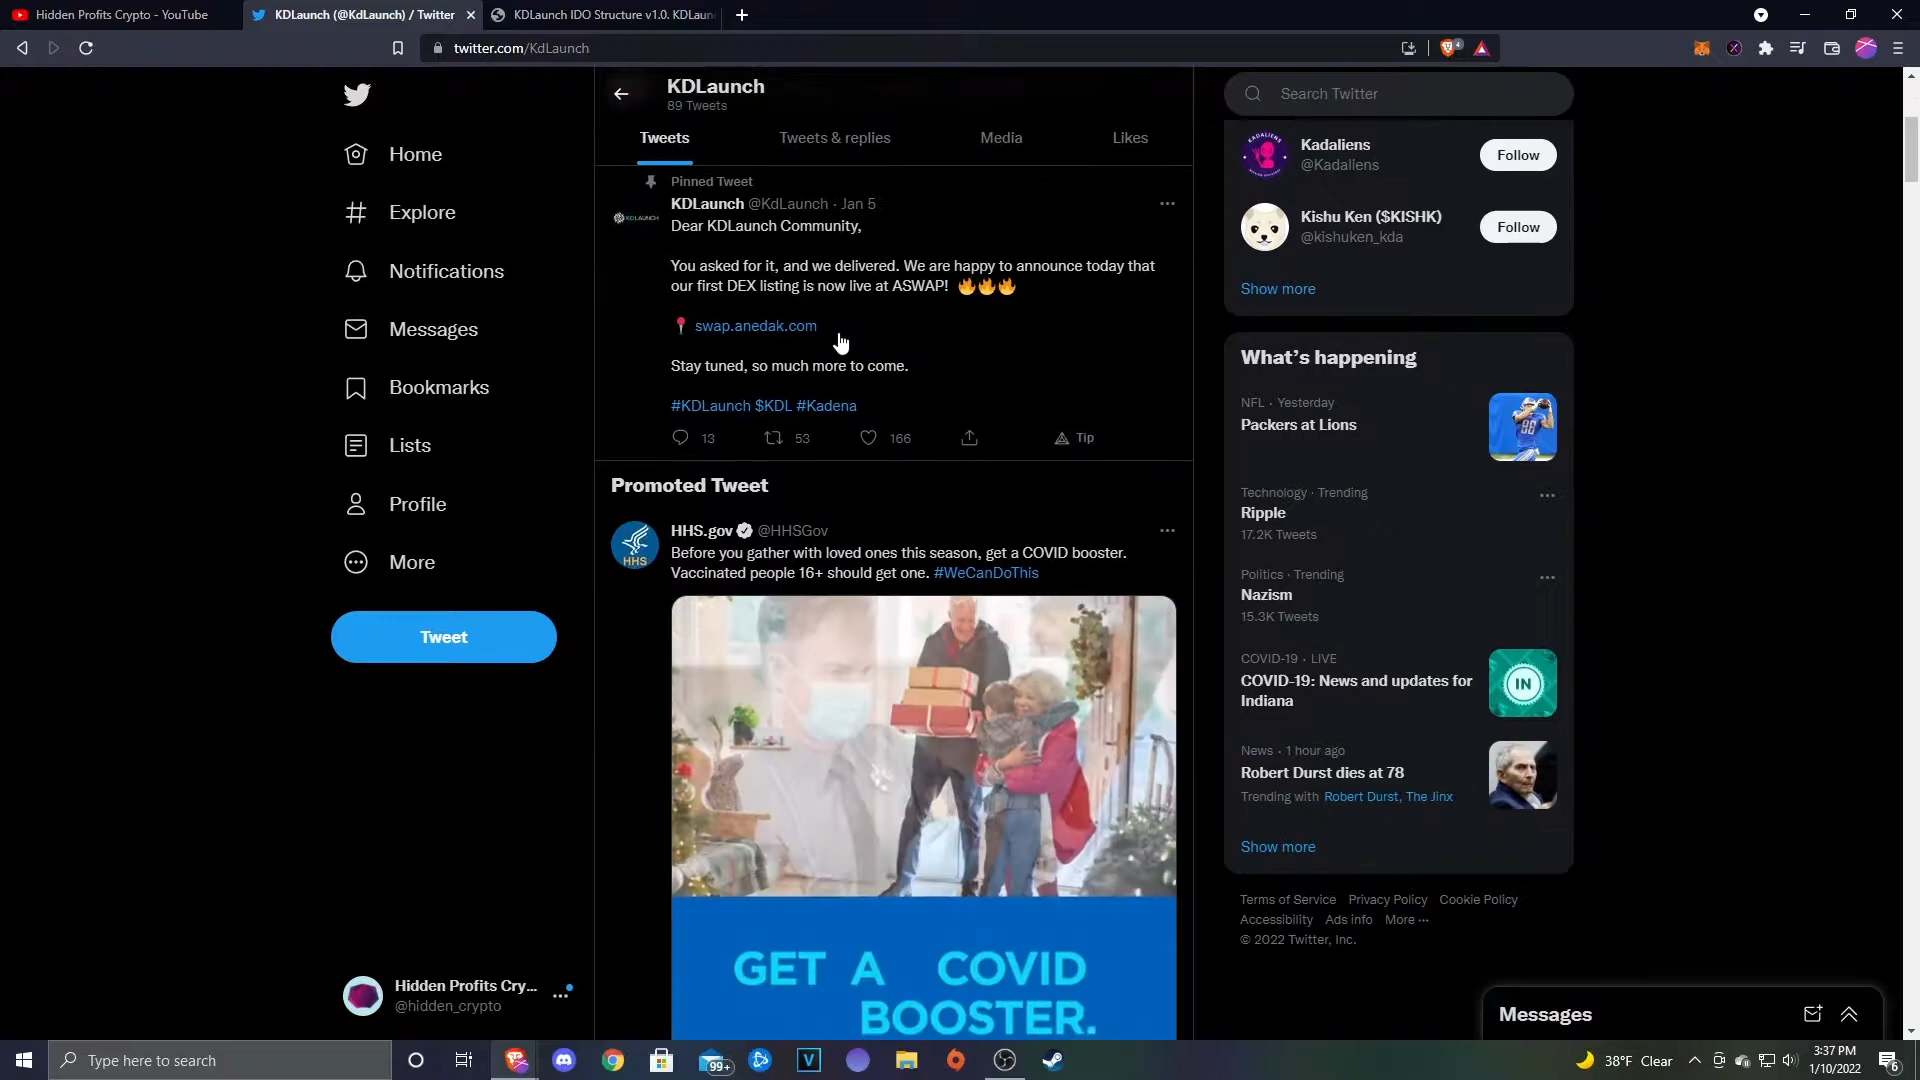 Hidden Profits Crypto - YouTube
KDLaunch (@KdLaunch) / Twitter
KDLaunch IDO Structure v1.0. KDLaun
twitter.com/KdLaunch
4
Home
Explore
Notifications
Messages
Bookmarks
Lists
Profile
More
Tweet
Hidden Profits Cry...
@hidden_crypto
KDLaunch
89 Tweets
Tweets
Tweets & replies
Media
Likes
Pinned Tweet
KDLaunch @KdLaunch · Jan 5
KDLAUNCH
Dear KDLaunch Community,
You asked for it, and we delivered. We are happy to announce today that
our first DEX listing is now live at ASWAP! 🔥🔥🔥
📍 swap.anedak.com
Stay tuned, so much more to come.
#KDLaunch $KDL #Kadena
13
53
166
Tip
Promoted Tweet
HHS.gov @HHSGov
HHS
Before you gather with loved ones this season, get a COVID booster.
Vaccinated people 16+ should get one. #WeCanDoThis
GET A COVID
BOOSTER.
Search Twitter
KADALIENS
Kadaliens
@Kadaliens
Follow
Kishu Ken ($KISHK)
@kishuken_kda
Follow
Show more
What's happening
NFL · Yesterday
Packers at Lions
88
Technology · Trending
Ripple
17.2K Tweets
Politics · Trending
Nazism
15.3K Tweets
COVID-19 · LIVE
COVID-19: News and updates for
Indiana
IN
News · 1 hour ago
Robert Durst dies at 78
Trending with Robert Durst, The Jinx
Show more
Terms of Service Privacy Policy Cookie Policy
Accessibility Ads info More ···
© 2022 Twitter, Inc.
Messages
Type here to search
99+
V
38°F Clear
3:37 PM
1/10/2022
6